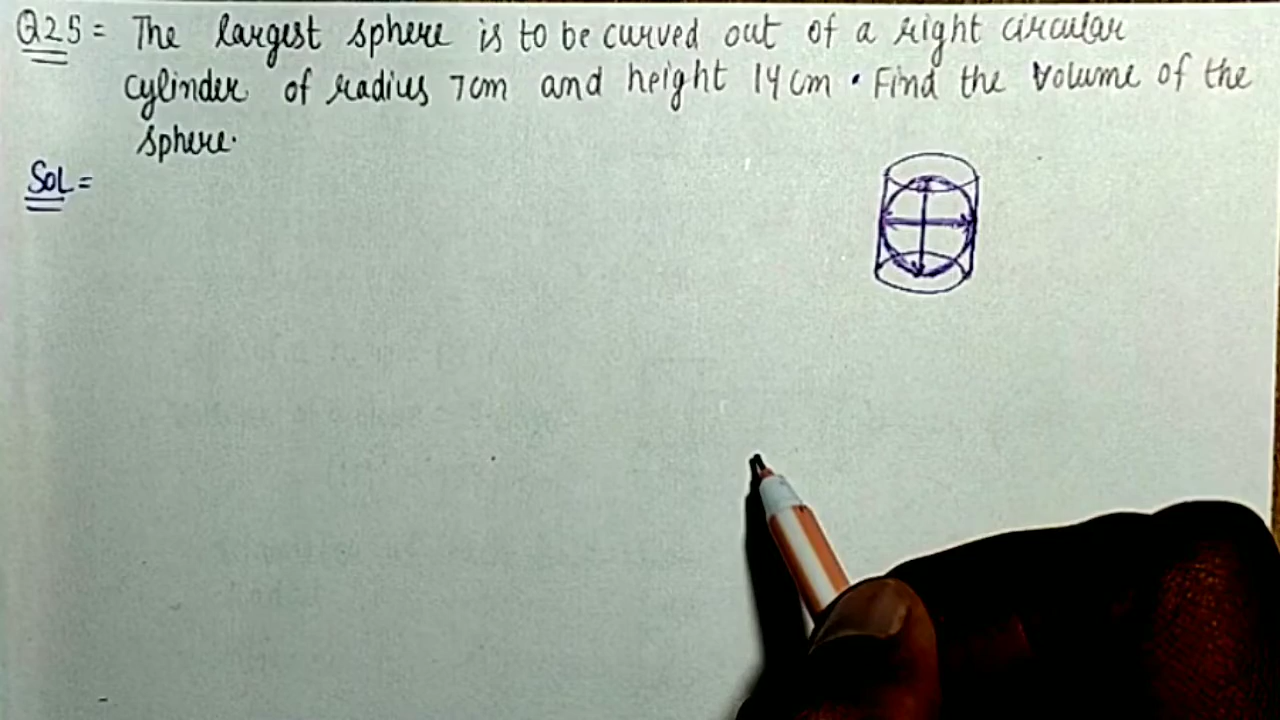 Q25= The largest sphere is to be curved out of a right circular
cylinder of radius 7cm and height 14cm. Find the volume of the
sphere.
SOL=